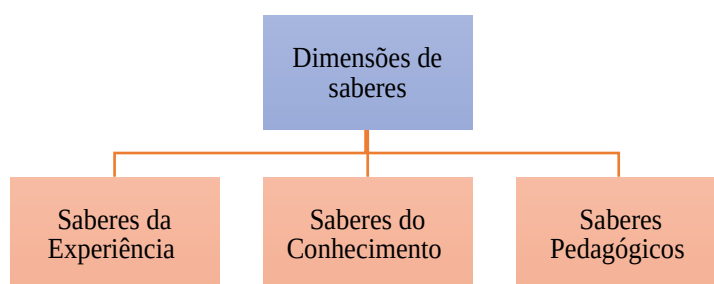 Dimensões de
saberes
Saberes da
Experiência
Saberes do
Conhecimento
Saberes
Pedagógicos